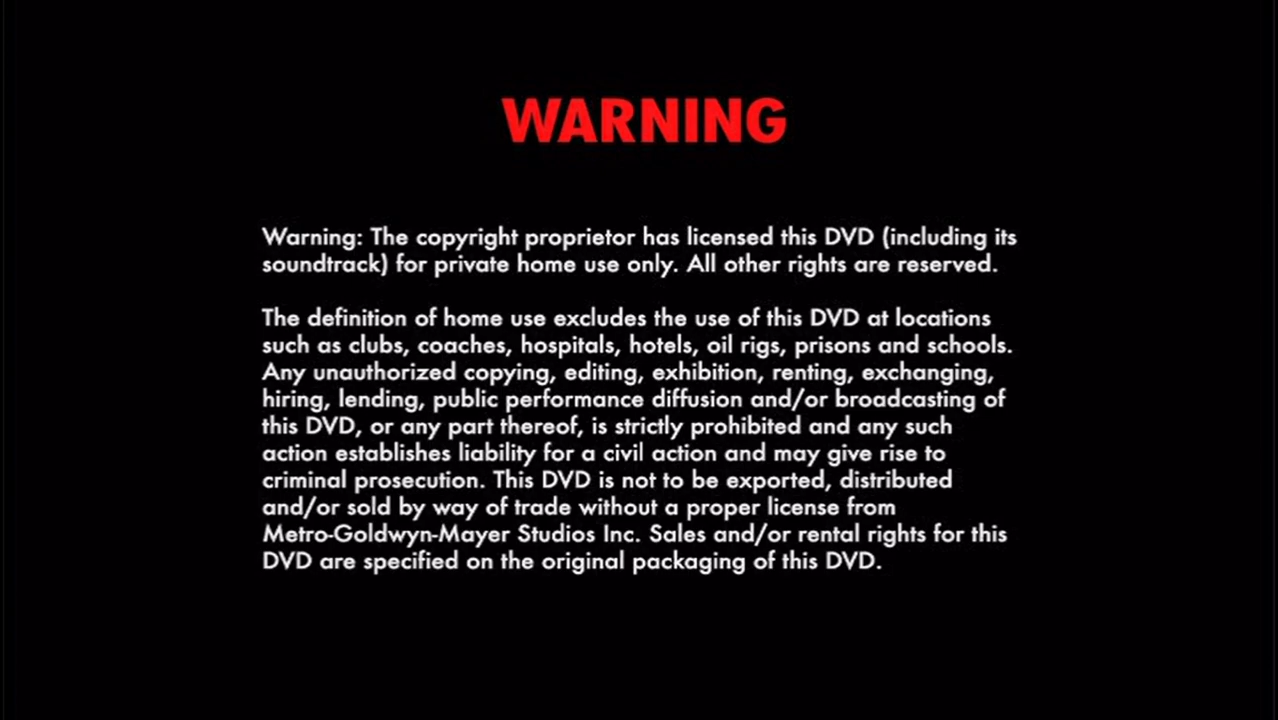 WARNING
Warning: The copyright proprietor has licensed this DVD (including its
soundtrack) for private home use only. All other rights are reserved.
The definition of home use excludes the use of this DVD at locations
such as clubs, coaches, hospitals, hotels, oil rigs, prisons and schools.
Any unauthorized copying, editing, exhibition, renting, exchanging,
hiring, lending, public performance diffusion and/or broadcasting of
this DVD, or any part thereof, is strictly prohibited and any such
action establishes liability for a civil action and may give rise to
criminal prosecution. This DVD is not to be exported, distributed
and/or sold by way of trade without a proper license from
Metro-Goldwyn-Mayer Studios Inc. Sales and/or rental rights for this
DVD are specified on the original packaging of this DVD.